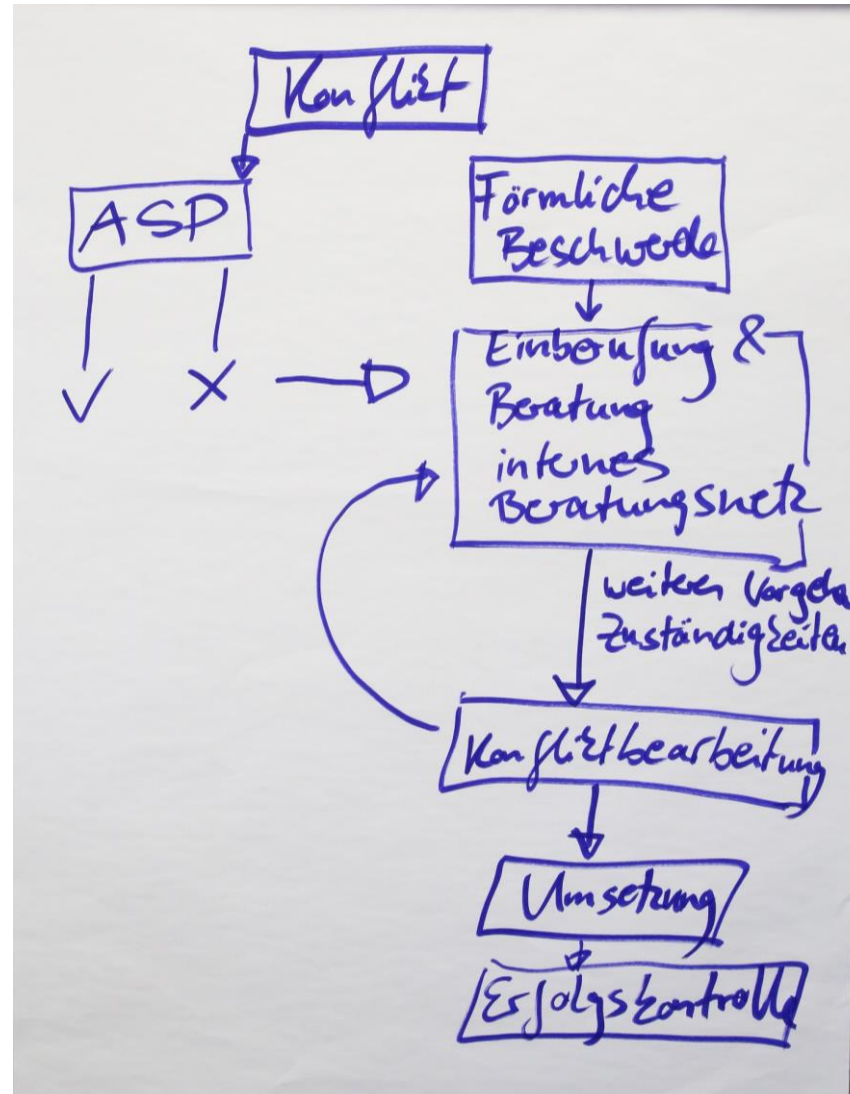 Konflikt
ASP
Förmliche
Beschwerde
Einberufung &
Beratung
internes
Beratungsnetz
weiteres
Zuständigkeiten
Konfliktbearbeitung
Umsetzung
Erfolgskontrolle